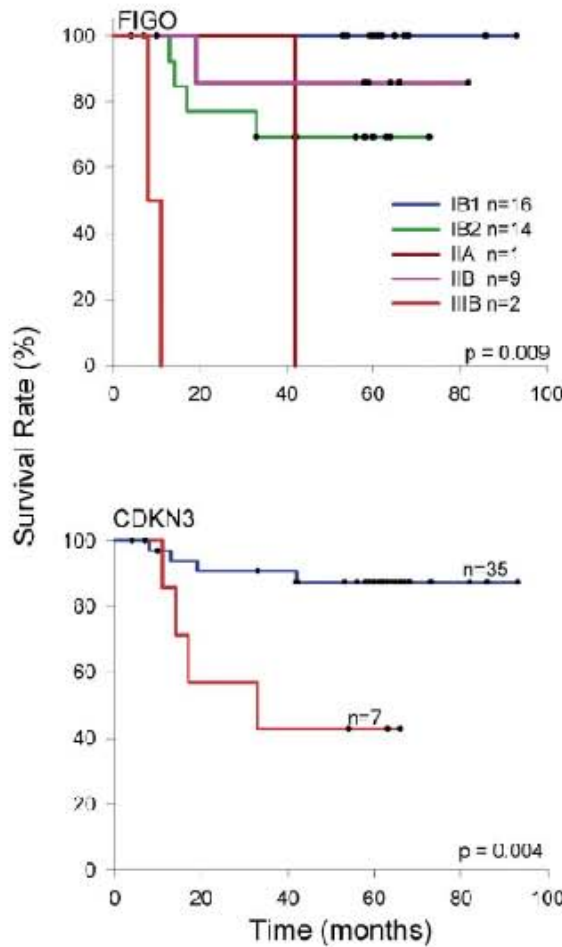 FIGO
100
80
60
40
20
0
IB1 n=16
IB2 n=14
IIA n=1
IIB n=9
IIIB n=2
p = 0.009
0 20 40 60 80 100
Survival Rate (%)
CDKN3
100
80
60
40
20
0
n=35
n=7
p = 0.004
0 20 40 60 80 100
Time (months)